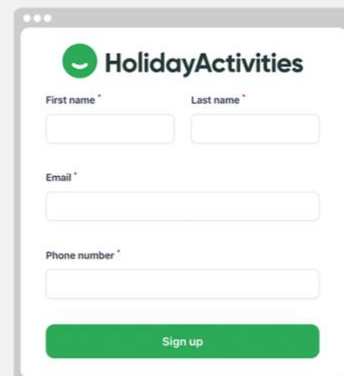 HolidayActivities
First name * Last name *
Email *
Phone number *
Sign up